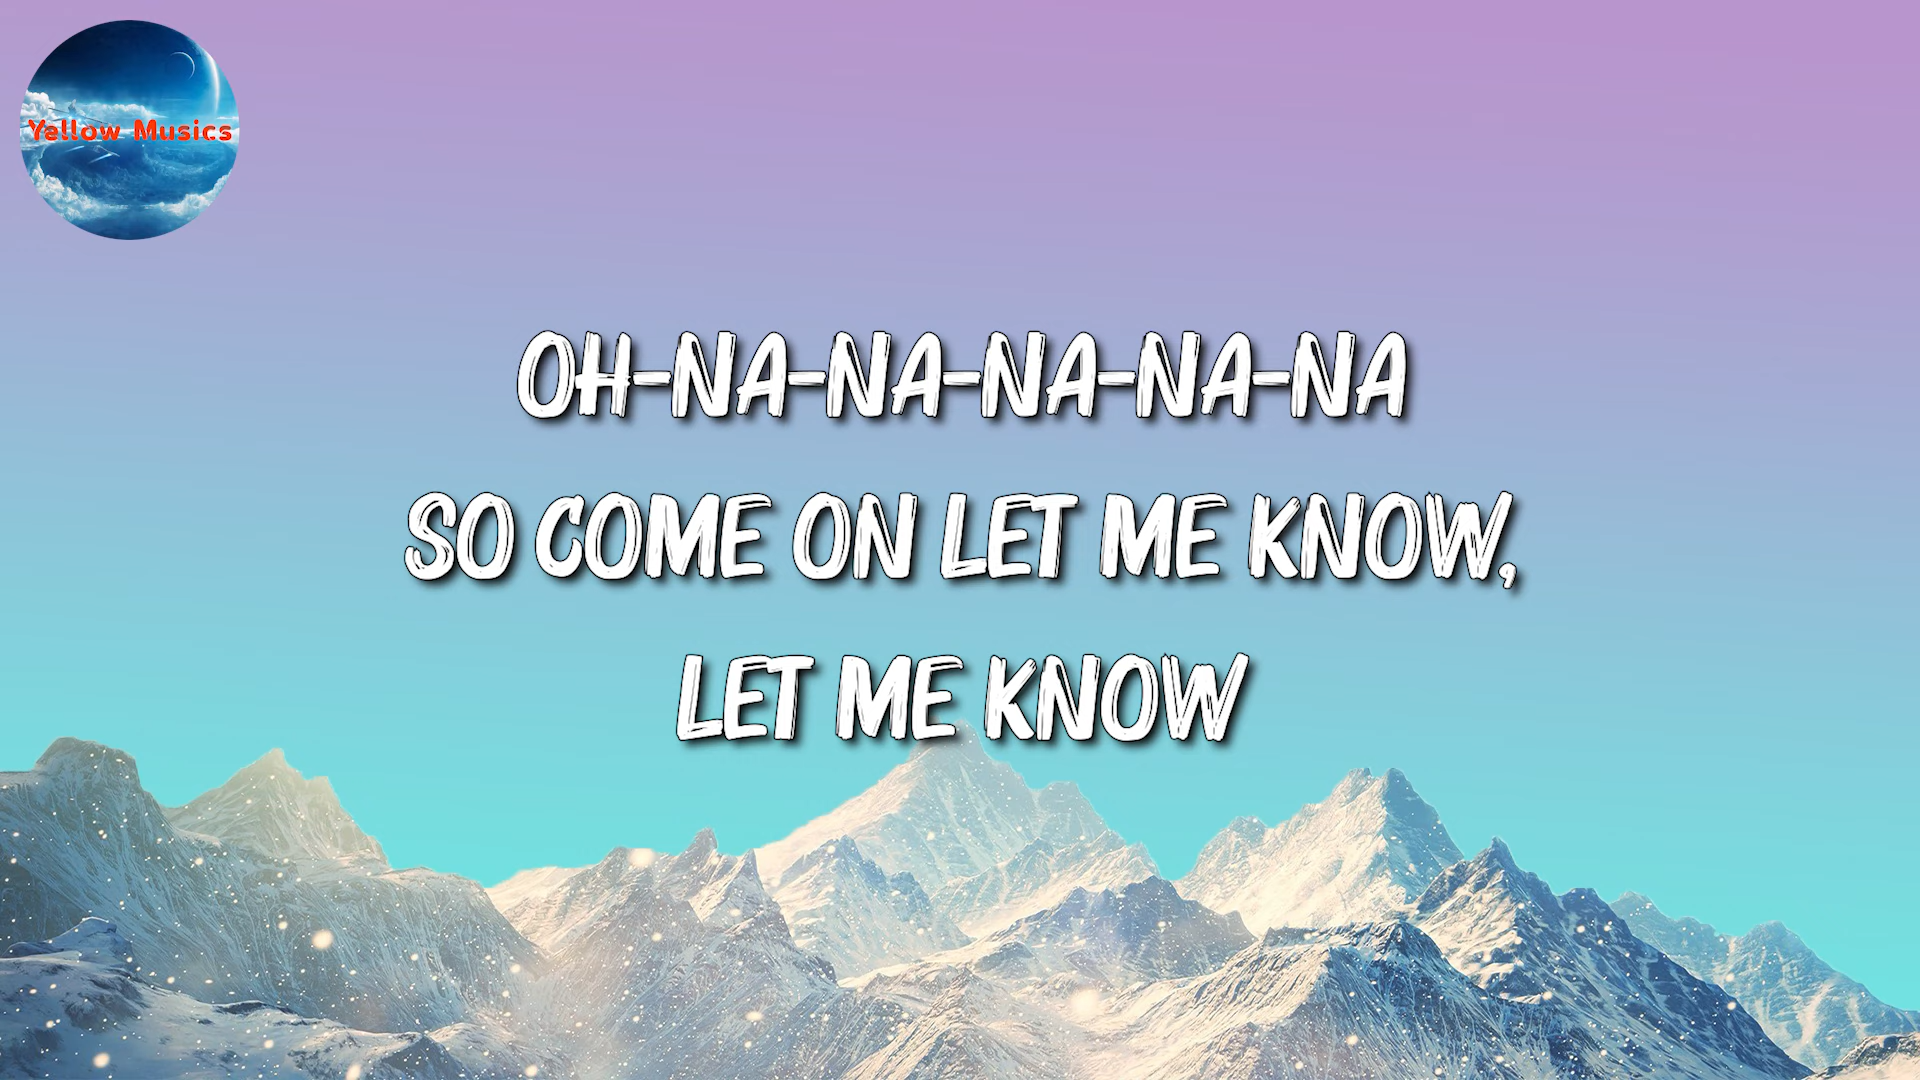 Yellow Musics
OH-NA-NA-NA-NA-NA
SO COME ON LET ME KNOW,
LET ME KNOW